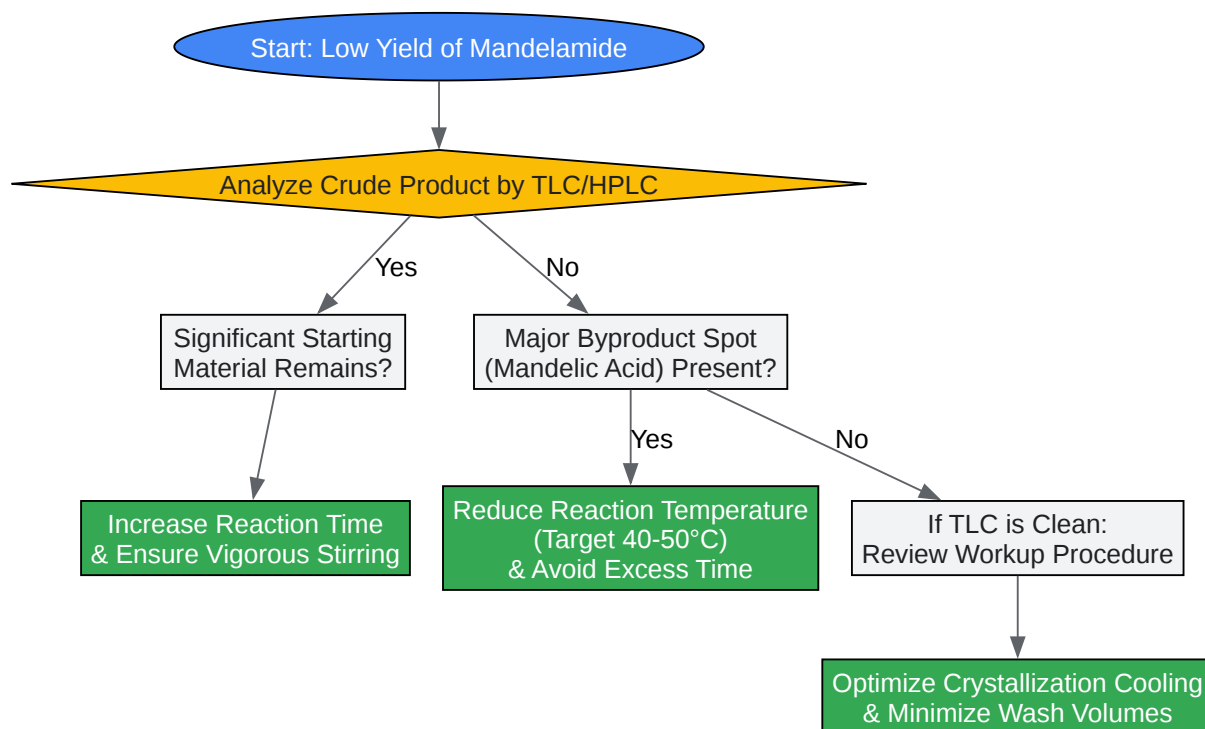 Start: Low Yield of Mandelamide
Analyze Crude Product by TLC/HPLC
Yes
No
Significant Starting
Material Remains?
Major Byproduct Spot
(Mandelic Acid) Present?
Yes
No
Increase Reaction Time
& Ensure Vigorous Stirring
Reduce Reaction Temperature
(Target 40-50°C)
& Avoid Excess Time
If TLC is Clean:
Review Workup Procedure
Optimize Crystallization Cooling
& Minimize Wash Volumes